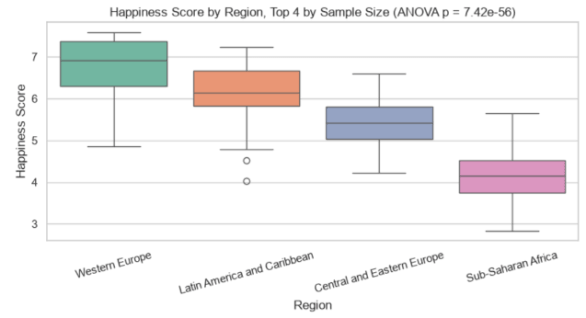 Happiness Score by Region, Top 4 by Sample Size (ANOVA p = 7.42e-56)
Happiness Score
7
6
5
4
3
Western Europe
Latin America and Caribbean
Central and Eastern Europe
Sub-Saharan Africa
Region